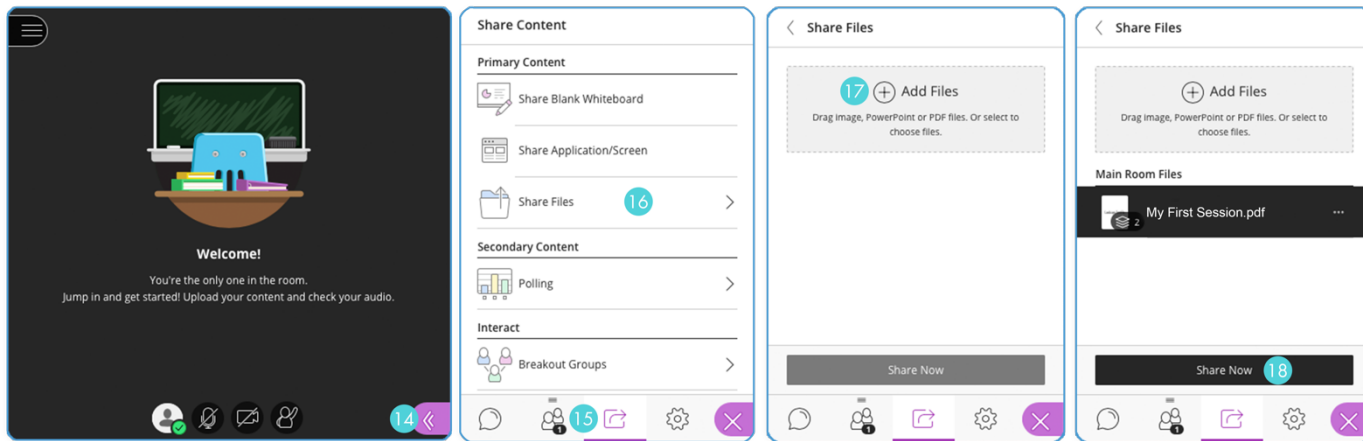 Welcome!
You're the only one in the room.
Jump in and get started! Upload your content and check your audio.
14
Share Content
Primary Content
Share Blank Whiteboard
Share Application/Screen
Share Files
16
Secondary Content
Polling
Interact
Breakout Groups
1
15
Share Files
17
Add Files
Drag image, PowerPoint or PDF files. Or select to
choose files.
Share Now
1
Share Files
Add Files
Drag image, PowerPoint or PDF files. Or select to
choose files.
Main Room Files
2
My First Session.pdf
Share Now
18
1